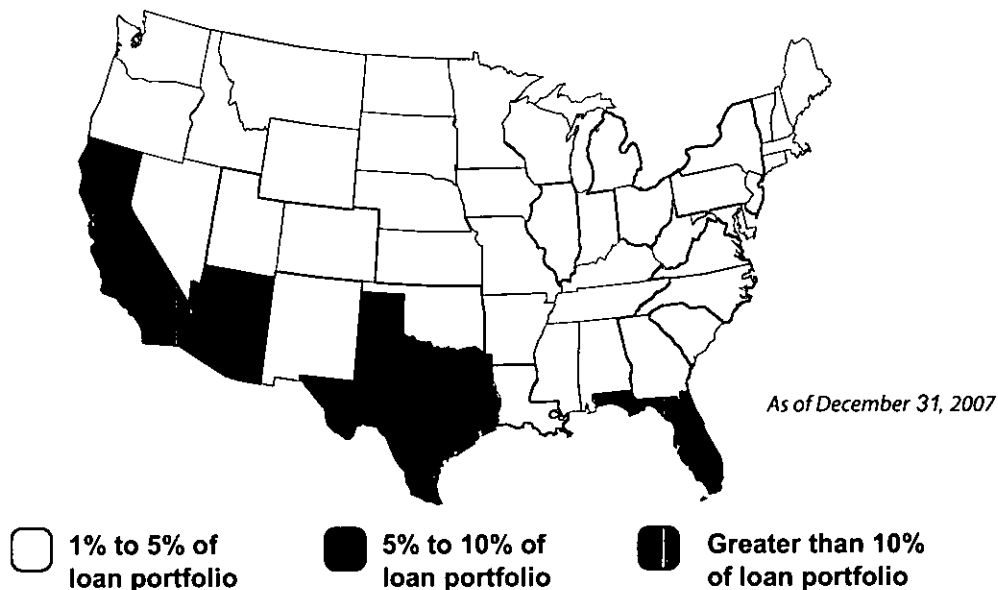 As of December 31, 2007
1% to 5% of
loan portfolio
5% to 10% of
loan portfolio
Greater than 10%
of loan portfolio